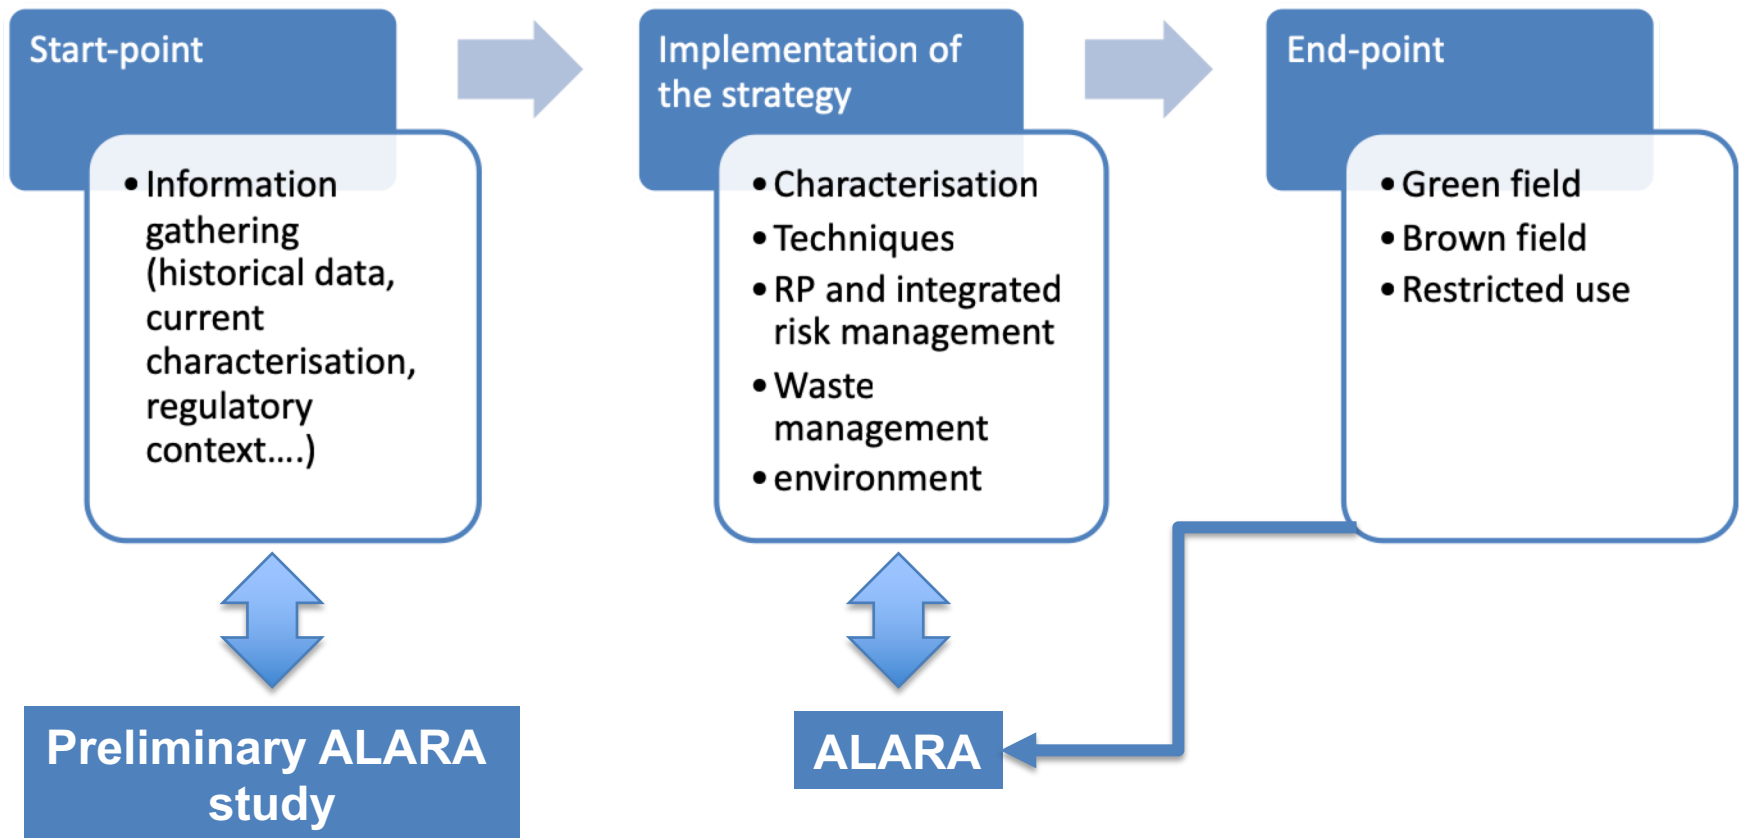 Start-point
• Information
gathering
(historical data,
current
characterisation,
regulatory
context....)
Implementation of
the strategy
• Characterisation
• Techniques
• RP and integrated
risk management
• Waste
management
• environment
End-point
• Green field
• Brown field
• Restricted use
Preliminary ALARA
study
ALARA